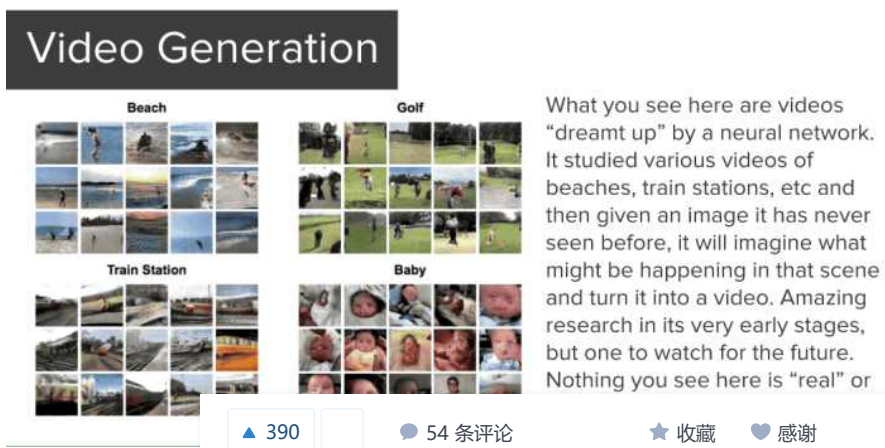 Video Generation
Beach
Golf
Train Station
Baby
What you see here are videos
“dreamt up” by a neural network.
It studied various videos of
beaches, train stations, etc and
then given an image it has never
seen before, it will imagine what
might be happening in that scene
and turn it into a video. Amazing
research in its very early stages,
but one to watch for the future.
Nothing you see here is “real” or
390
54 条评论
收藏
感谢